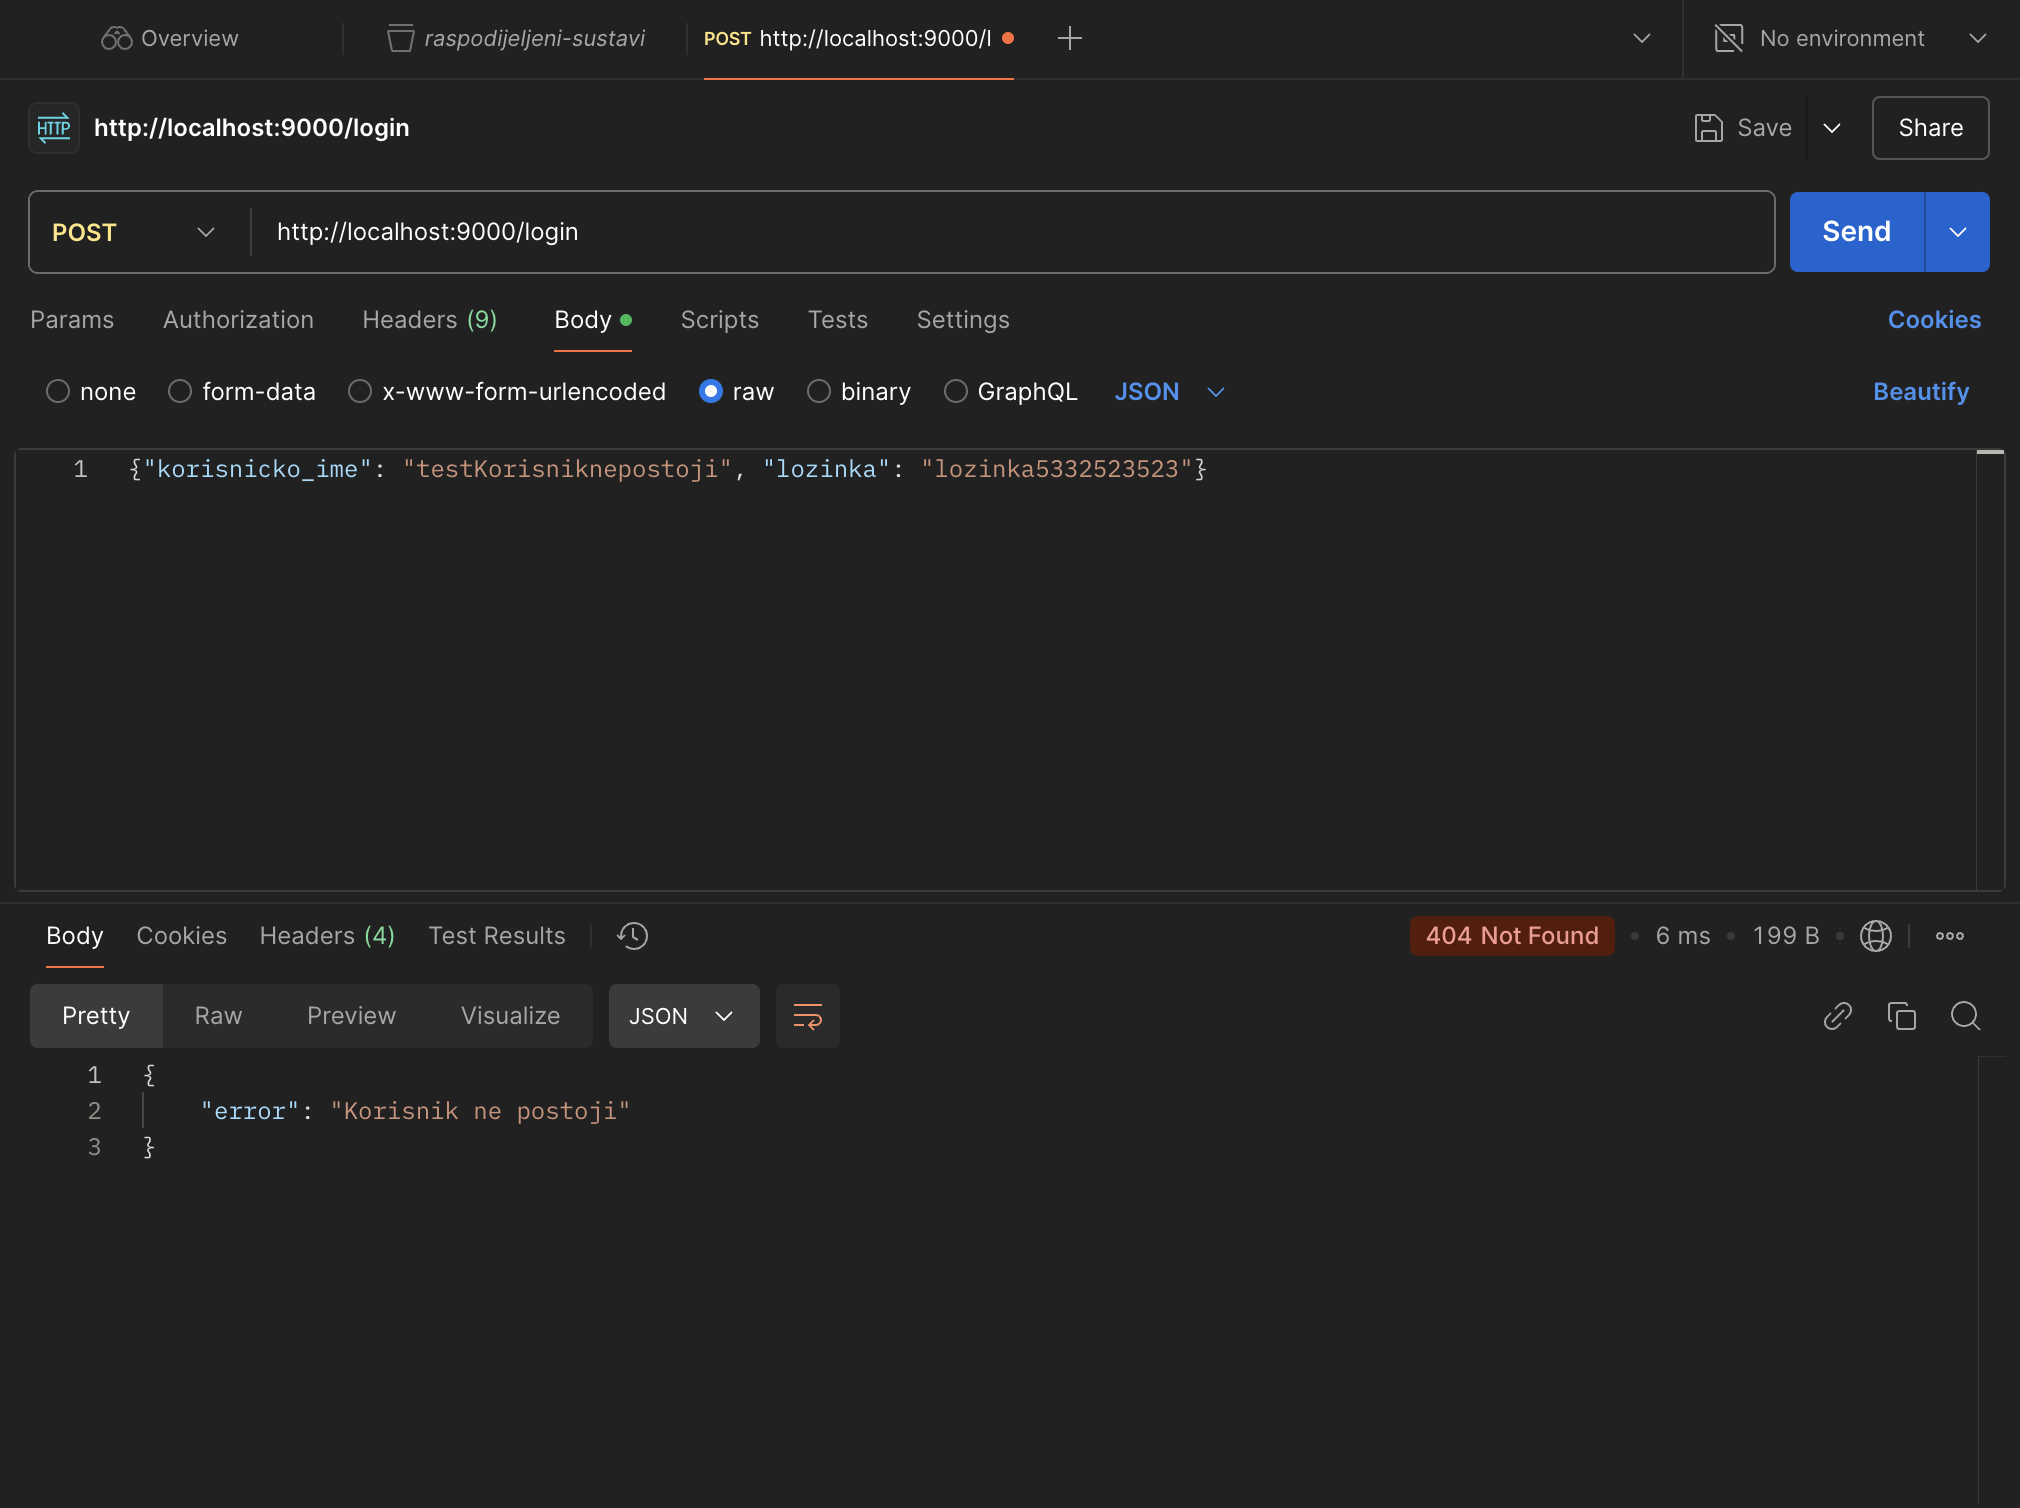 Overview raspodijeljeni-sustavi POST http://localhost:9000/l No environment
HTTP http://localhost:9000/login Save Share
POST http://localhost:9000/login Send
Params Authorization Headers (9) Body Scripts Tests Settings Cookies
none form-data x-www-form-urlencoded raw binary GraphQL JSON Beautify
1 {"korisnicko_ime": "testKorisniknepostoji", "lozinka": "lozinka5332523523"}
Body Cookies Headers (4) Test Results 404 Not Found • 6 ms • 199 B •
Pretty Raw Preview Visualize JSON
1 {
2 "error": "Korisnik ne postoji"
3 }